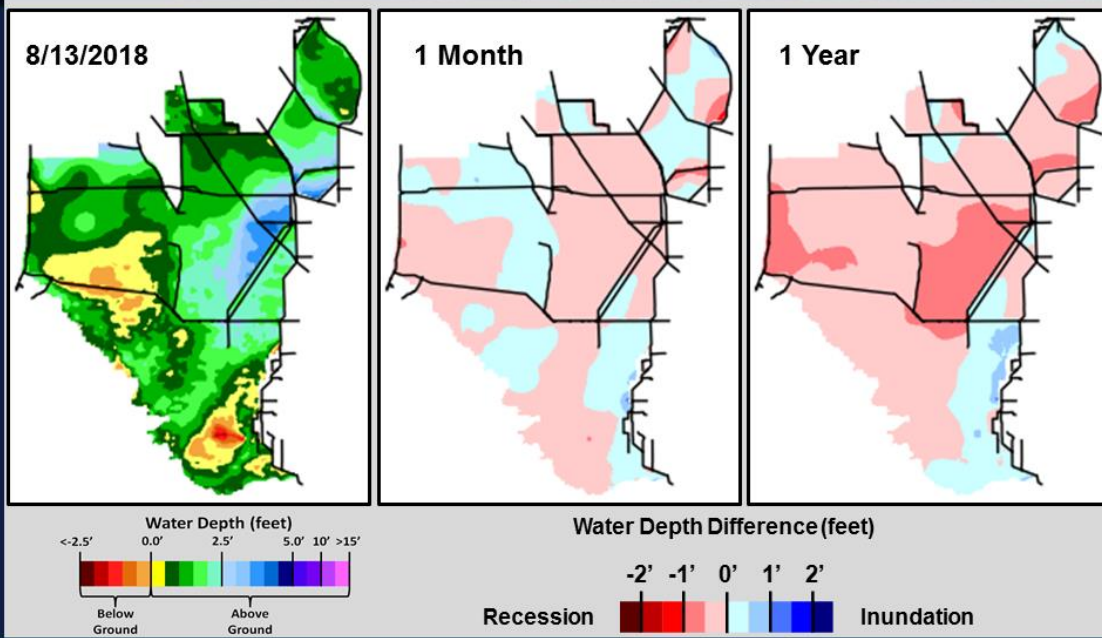 8/13/2018
1 Month
1 Year
Water Depth (feet)
<-2.5' 0.0' 2.5' 5.0' 10' >15'
Below
Ground
Above
Ground
Water Depth Difference (feet)
-2' -1' 0' 1' 2'
Recession
Inundation